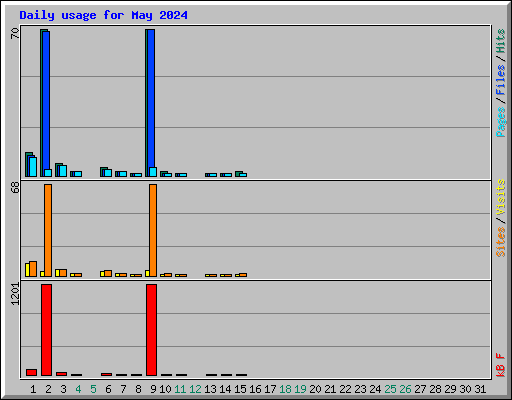 Daily usage for May 2024
70
Pages / Files / Hits
68
Sites / Visits
1201
kB F
1 2 3 4 5 6 7 8 9 10 11 12 13 14 15 16 17 18 19 20 21 22 23 24 25 26 27 28 29 30 31